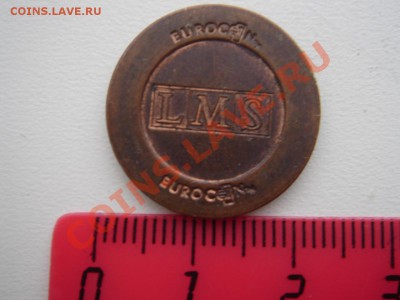 COINS.LAVE.RU
EUROCOIN
LMS
EUROCOIN
COINS.LAVE.RU
0 1 2 3